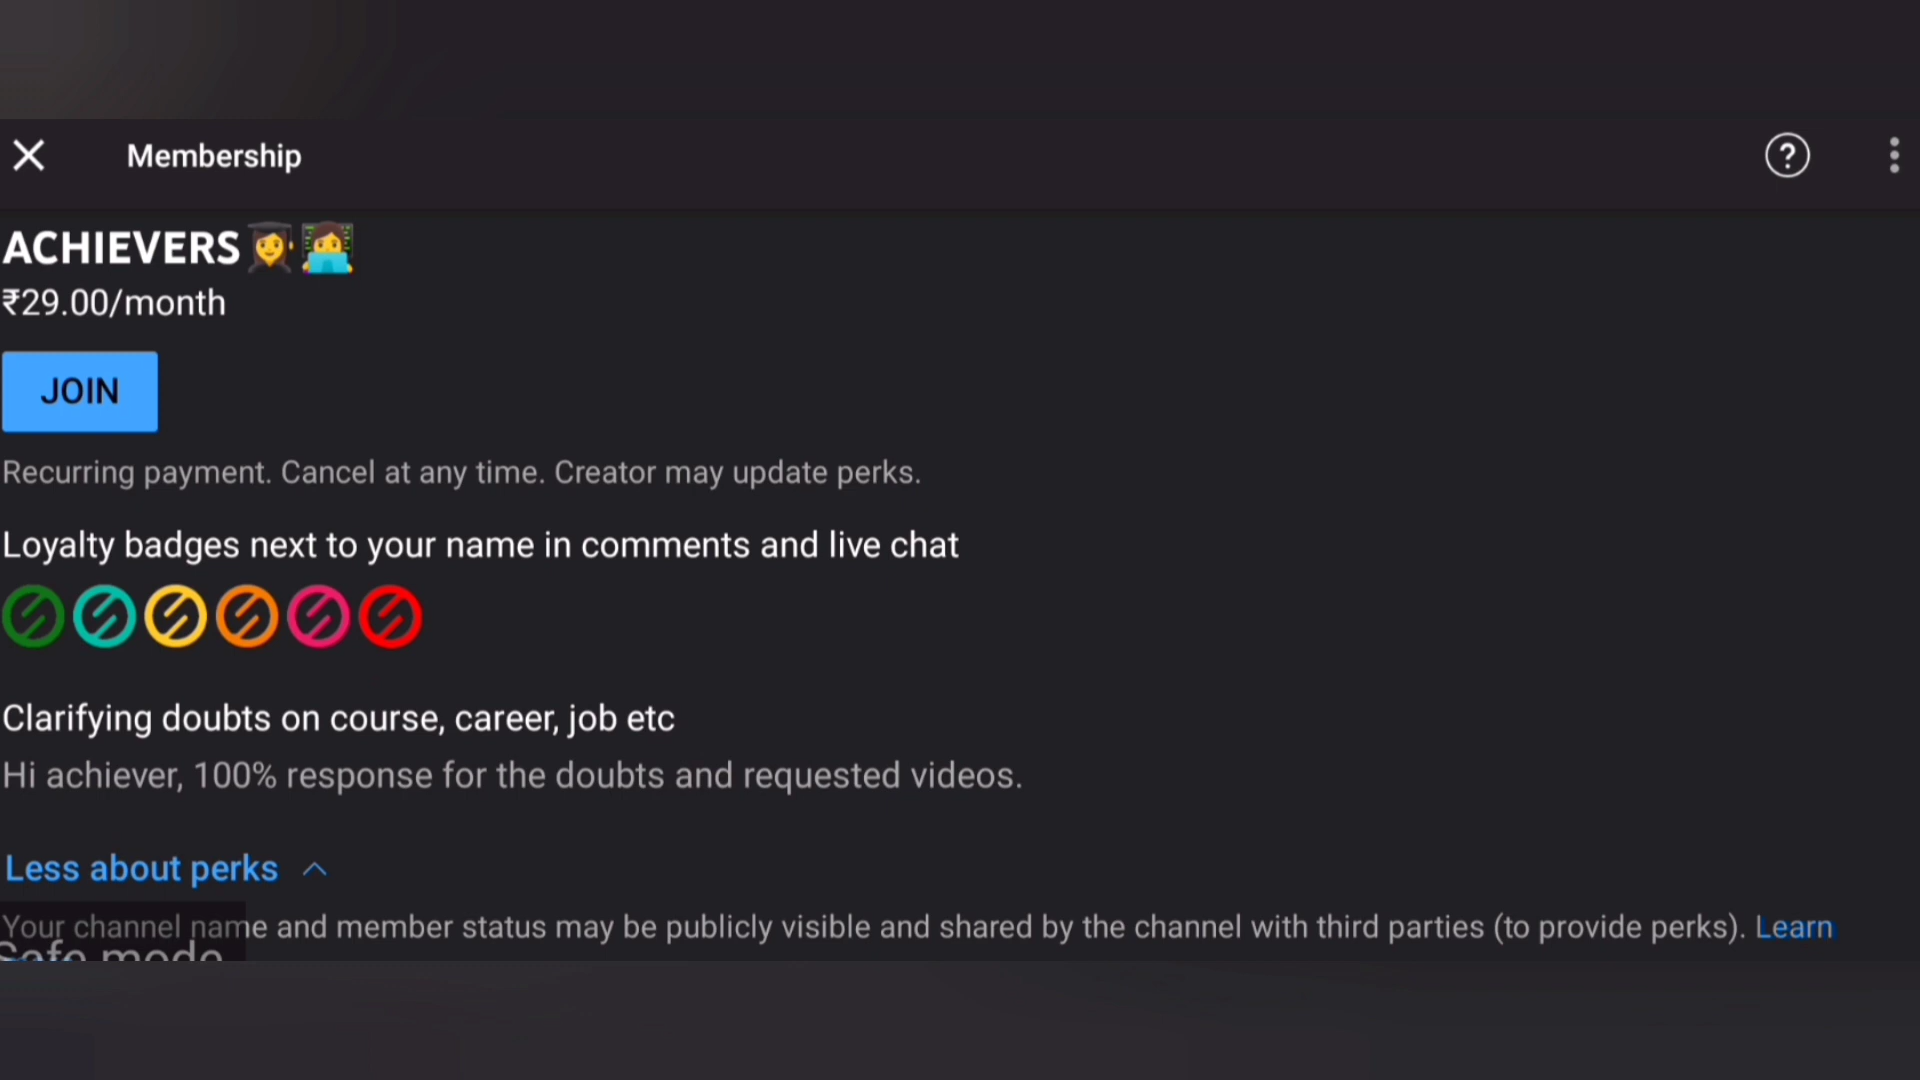 Membership
ACHIEVERS👩‍🎓👩‍💻
₹29.00/month
JOIN
Recurring payment. Cancel at any time. Creator may update perks.
Loyalty badges next to your name in comments and live chat
Clarifying doubts on course, career, job etc
Hi achiever, 100% response for the doubts and requested videos.
Less about perks
Your channel name and member status may be publicly visible and shared by the channel with third parties (to provide perks). Learn
Safe mode